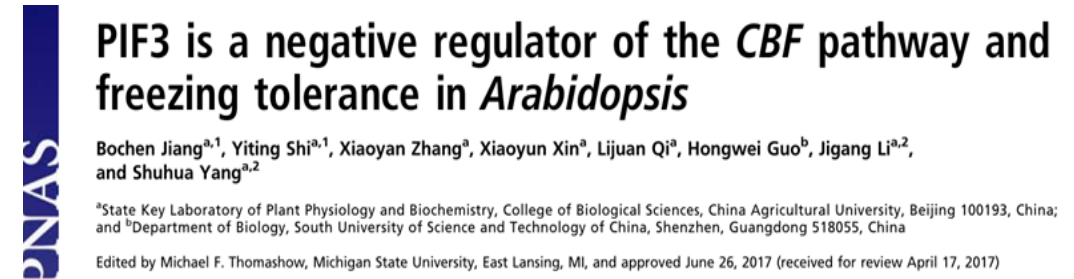 PIF3 is a negative regulator of the CBF pathway and
freezing tolerance in Arabidopsis
Bochen Jiangᵃ,¹, Yiting Shiᵃ,¹, Xiaoyan Zhangᵃ, Xiaoyun Xinᵃ, Lijuan Qiᵃ, Hongwei Guoᵇ, Jigang Liᵃ,²,
and Shuhua Yangᵃ,²
ᵃState Key Laboratory of Plant Physiology and Biochemistry, College of Biological Sciences, China Agricultural University, Beijing 100193, China;
and ᵇDepartment of Biology, South University of Science and Technology of China, Shenzhen, Guangdong 518055, China
Edited by Michael F. Thomashow, Michigan State University, East Lansing, MI, and approved June 26, 2017 (received for review April 17, 2017)
PNAS